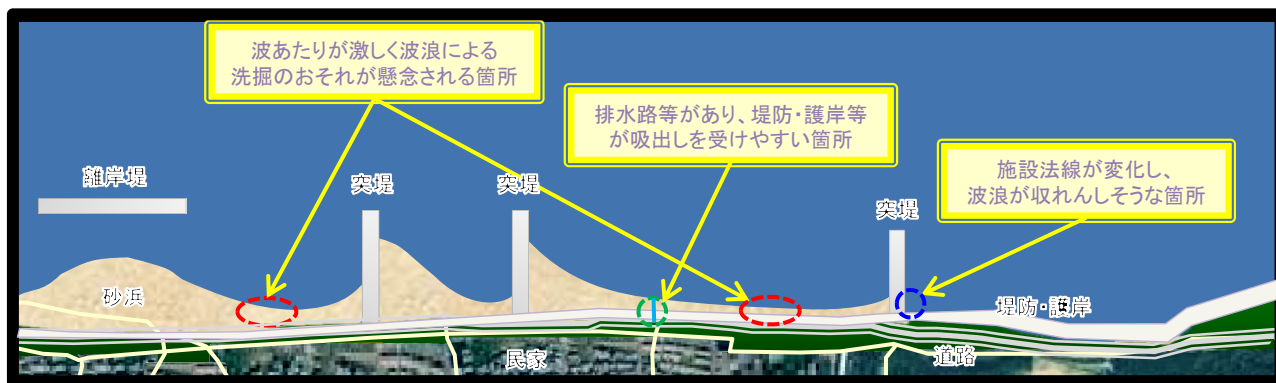 波あたりが激しく波浪による
洗掘のおそれが懸念される箇所
排水路等があり、堤防・護岸等
が吸出しを受けやすい箇所
施設法線が変化し、
波浪が収れんしそうな箇所
離岸堤
突堤
突堤
突堤
砂浜
堤防・護岸
民家
道路